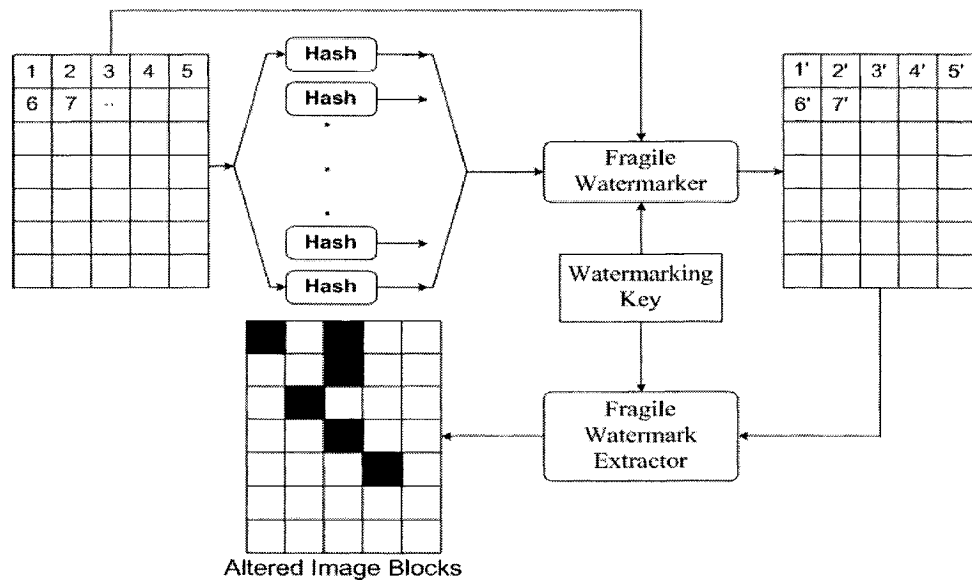 1 2 3 4 5
6 7 ..
Hash
Hash
Hash
Hash
Fragile
Watermarker
Watermarking
Key
Fragile
Watermark
Extractor
1' 2' 3' 4' 5'
6' 7'
Altered Image Blocks